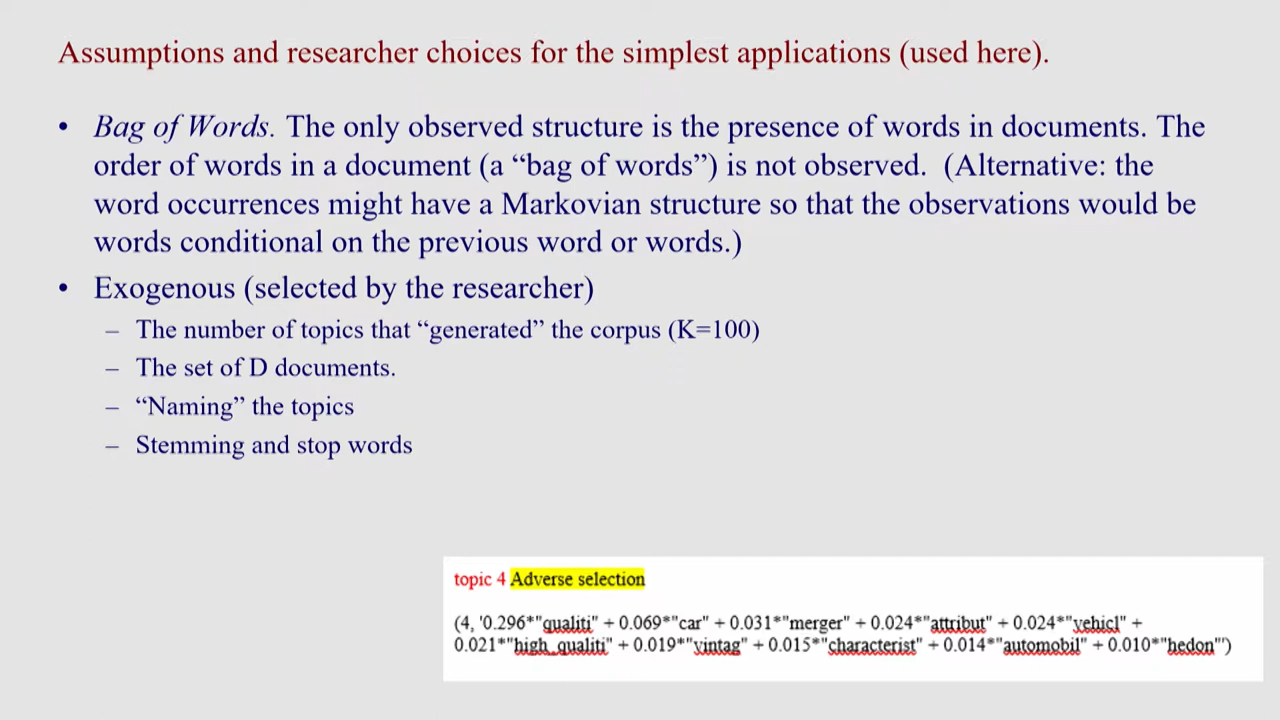 Assumptions and researcher choices for the simplest applications (used here).
• Bag of Words. The only observed structure is the presence of words in documents. The
order of words in a document (a “bag of words”) is not observed.  (Alternative: the
word occurrences might have a Markovian structure so that the observations would be
words conditional on the previous word or words.)
• Exogenous (selected by the researcher)
– The number of topics that “generated” the corpus (K=100)
– The set of D documents.
– “Naming” the topics
– Stemming and stop words
topic 4 Adverse selection
(4, '0.296*"qualiti" + 0.069*"car" + 0.031*"merger" + 0.024*"attribut" + 0.024*"vehicl" +
0.021*"high_qualiti" + 0.019*"vintag" + 0.015*"characterist" + 0.014*"automobil" + 0.010*"hedon"')